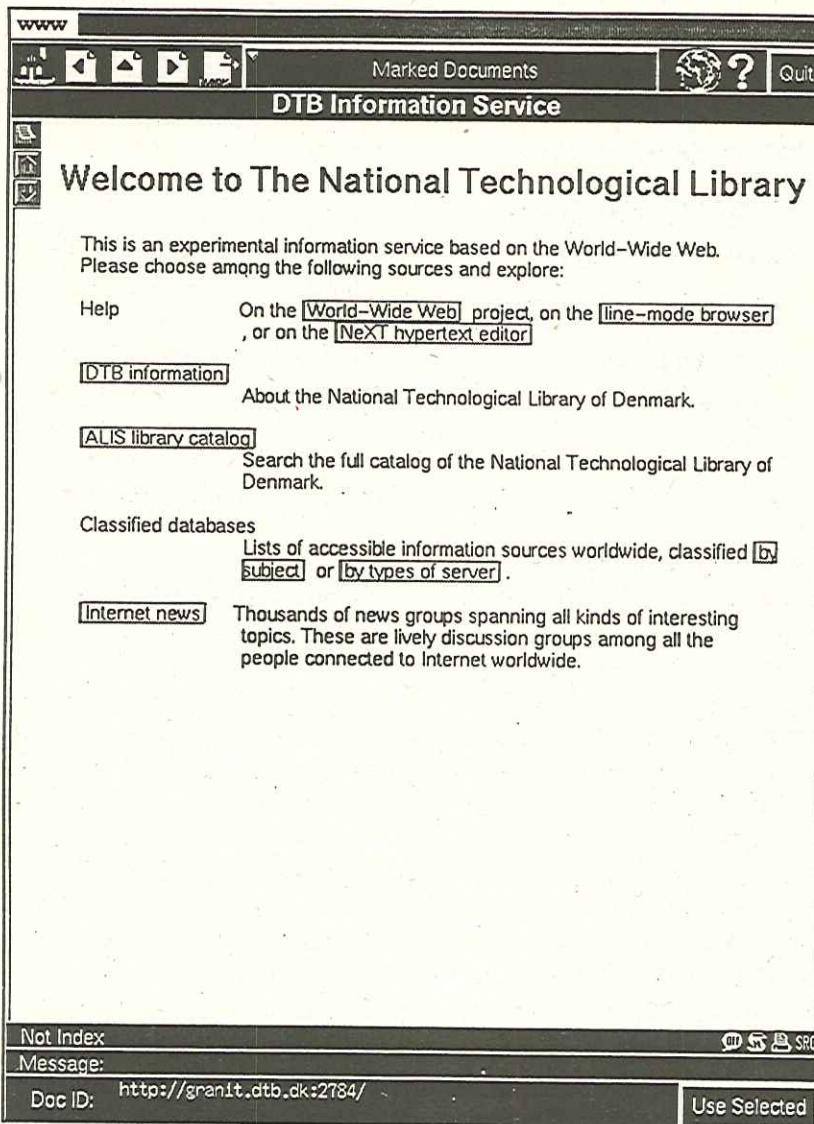 www
Marked Documents
? Quit
DTB Information Service
Welcome to The National Technological Library
This is an experimental information service based on the World-Wide Web.
Please choose among the following sources and explore:
Help On the World-Wide Web project, on the line-mode browser
, or on the NeXT hypertext editor
DTB information
About the National Technological Library of Denmark.
ALIS library catalog
Search the full catalog of the National Technological Library of
Denmark.
Classified databases
Lists of accessible information sources worldwide, classified by
subject or by types of server.
Internet news Thousands of news groups spanning all kinds of interesting
topics. These are lively discussion groups among all the
people connected to Internet worldwide.
Not Index
Message:
Doc ID: http://granit.dtb.dk:2784/
Use Selected